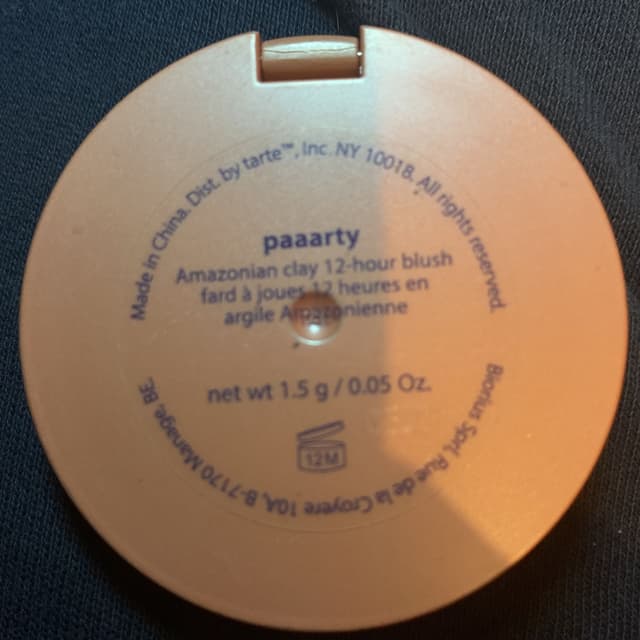 Made in China. Dist. by tarte™, Inc. NY 10018. All rights reserved.
paaarty
Amazonian clay 12-hour blush
fard à joues 12 heures en
argile Amazonienne
net wt 1.5 g / 0.05 Oz.
12M
Biorius Sprl, Rue de la Croyere 10A, B-7170 Manage, BE.